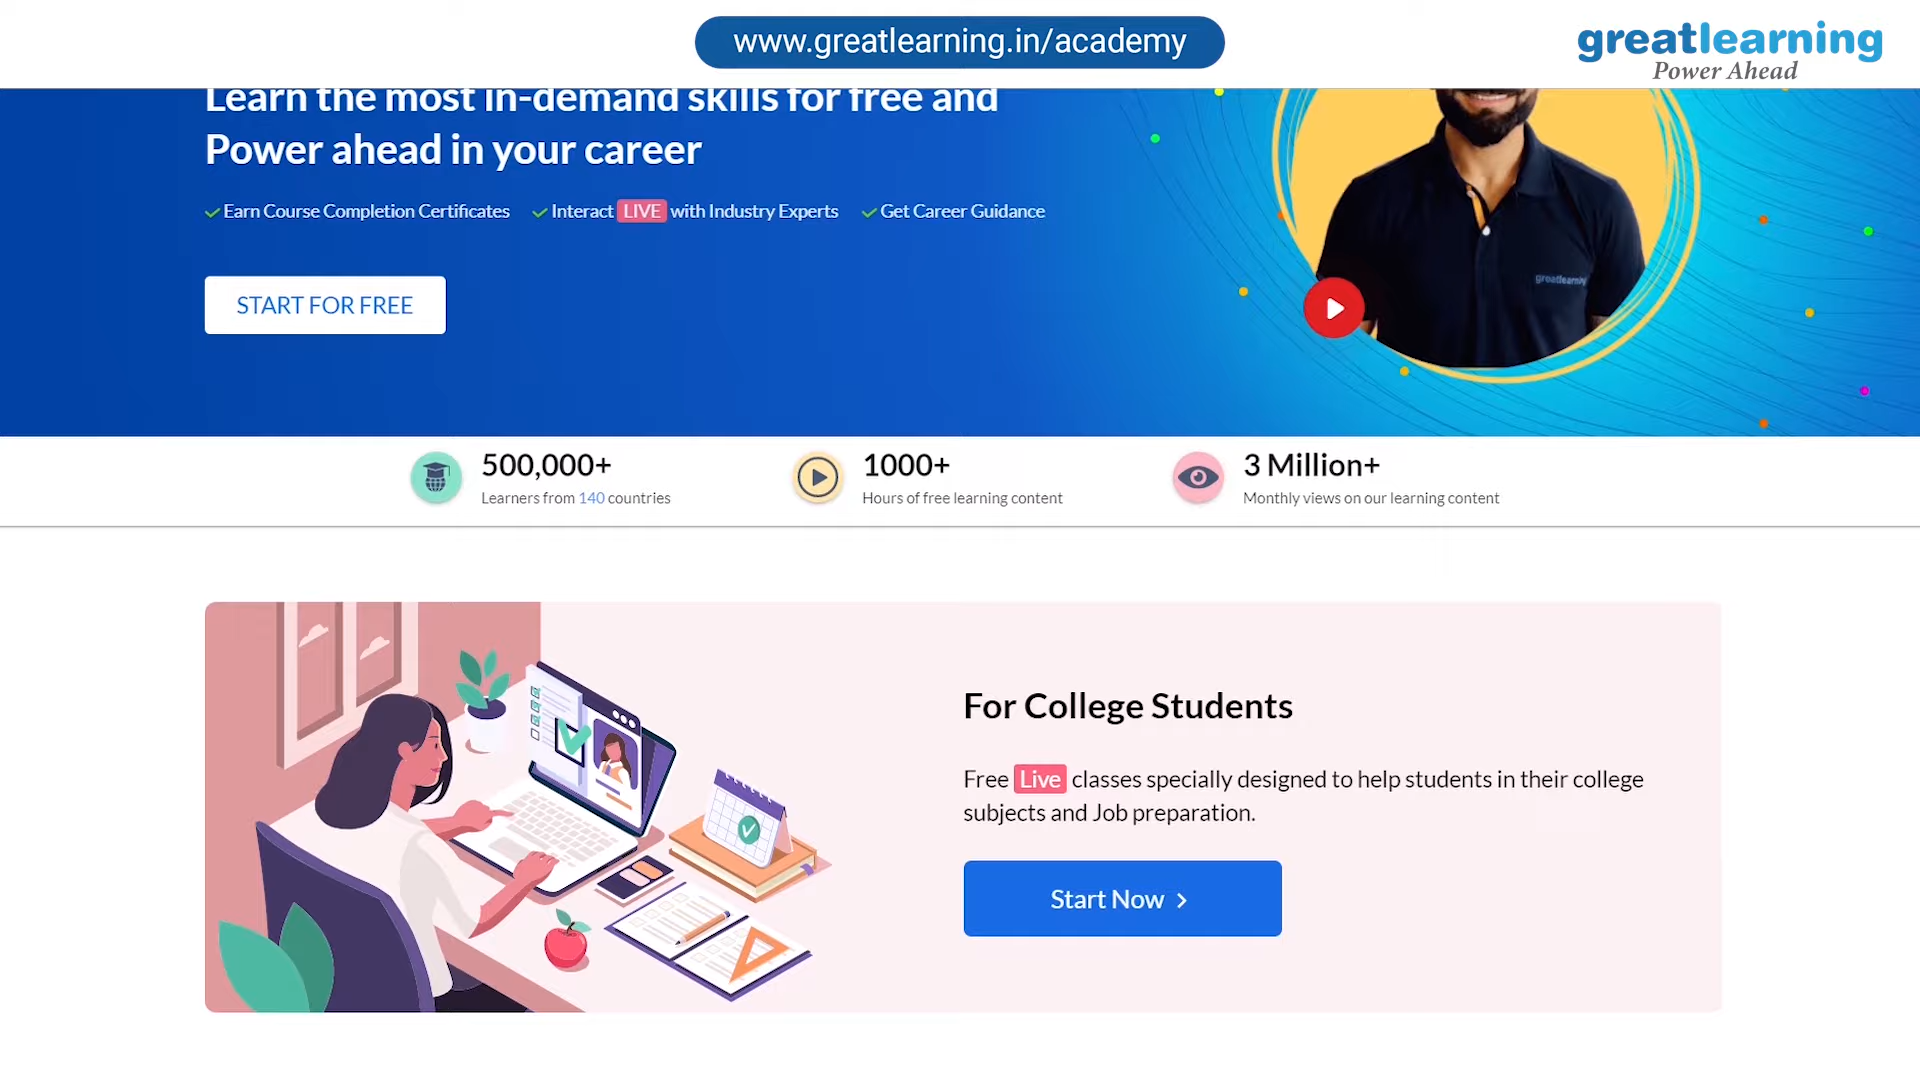 www.greatlearning.in/academy
greatlearning
Power Ahead
Learn the most in-demand skills for free and
Power ahead in your career
Earn Course Completion Certificates
Interact LIVE with Industry Experts
Get Career Guidance
greatlearning
START FOR FREE
500,000+
Learners from 140 countries
1000+
Hours of free learning content
3 Million+
Monthly views on our learning content
For College Students
Free Live classes specially designed to help students in their college
subjects and Job preparation.
Start Now